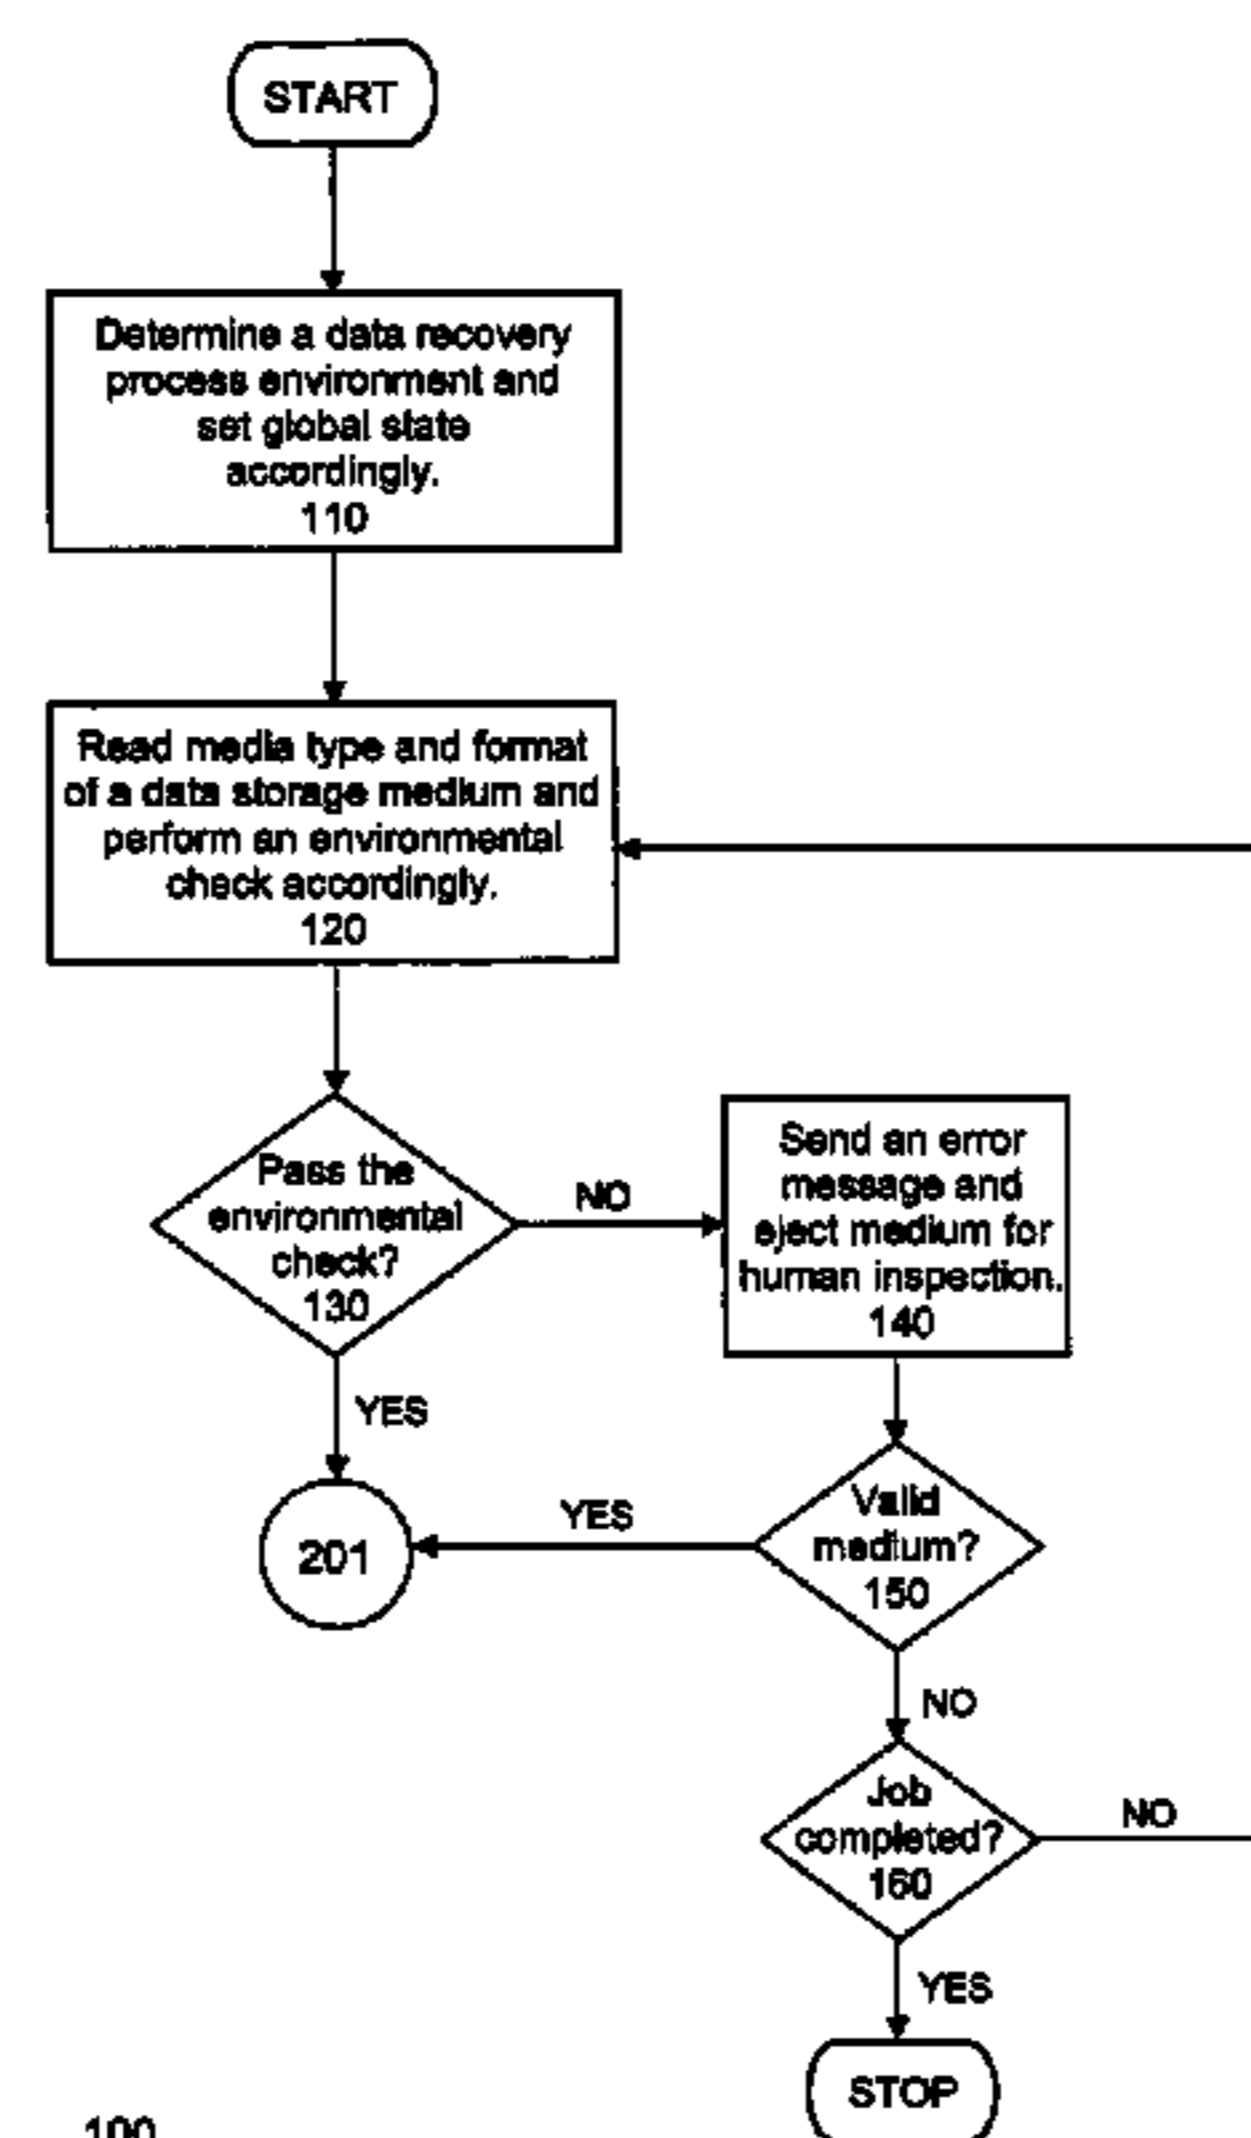 START
Determine a data recovery
process environment and
set global state
accordingly.
110
Read media type and format
of a data storage medium and
perform an environmental
check accordingly.
120
Pass the
environmental
check?
130
NO
Send an error
message and
eject medium for
human inspection.
140
YES
201
YES
Valid
medium?
150
NO
Job
completed?
160
NO
YES
STOP
100